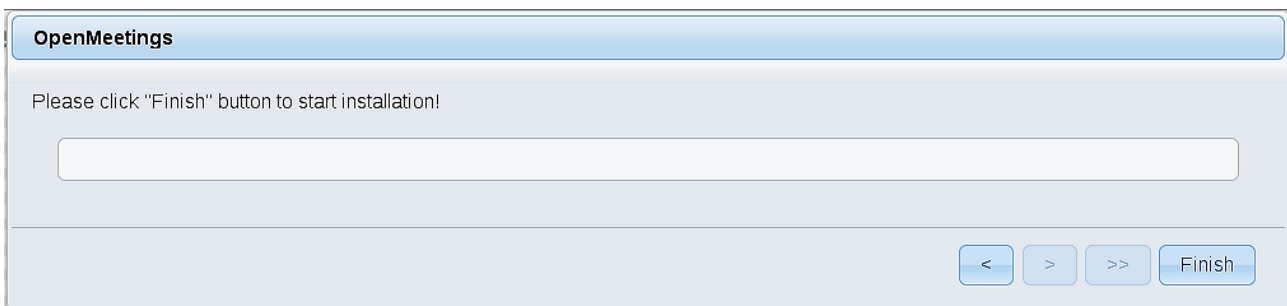 OpenMeetings
Please click "Finish" button to start installation!
< > >> Finish